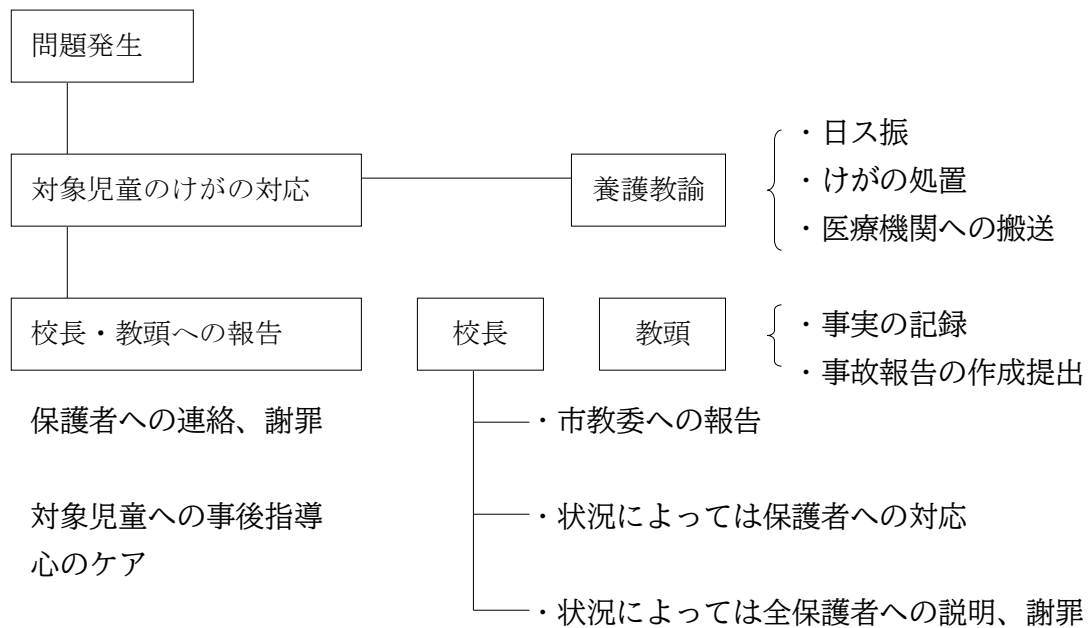 問題発生
対象児童のけがの対応
養護教諭
・日ス振
・けがの処置
・医療機関への搬送
校長・教頭への報告
校長
教頭
・事実の記録
・事故報告の作成提出
保護者への連絡、謝罪
・市教委への報告
対象児童への事後指導
心のケア
・状況によっては保護者への対応
・状況によっては全保護者への説明、謝罪